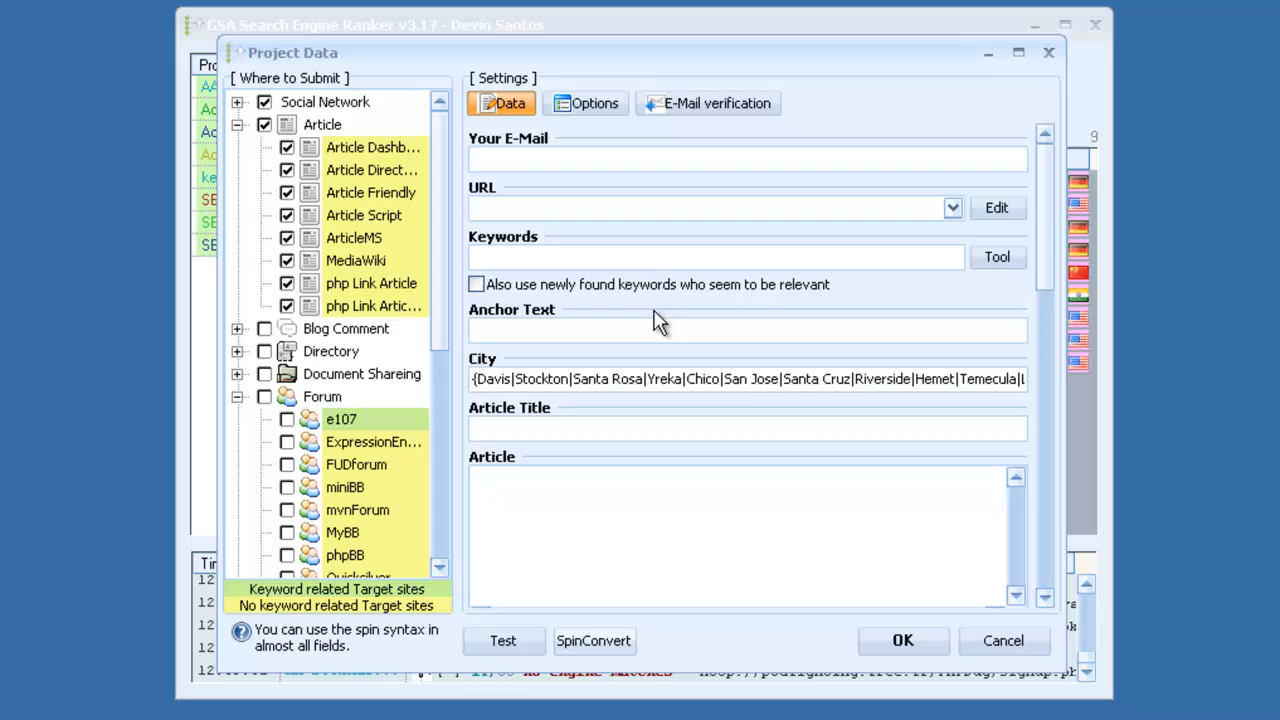 GSA Search Engine Ranker v3.17 - Devin Santos
Project Data
[ Where to Submit ]
Social Network
Article
Article Dashb...
Article Direct...
Article Friendly
Article Script
ArticleMS
MediaWiki
php Link Article
php Link Artic...
Blog Comment
Directory
Document Shareing
Forum
e107
ExpressionEn...
FUDforum
miniBB
mvnForum
MyBB
phpBB
Quicksilver
Keyword related Target sites
No keyword related Target sites
You can use the spin syntax in
almost all fields.
[ Settings ]
Data Options E-Mail verification
Your E-Mail
URL
Edit
Keywords
Tool
Also use newly found keywords who seem to be relevant
Anchor Text
City
{Davis|Stockton|Santa Rosa|Yreka|Chico|San Jose|Santa Cruz|Riverside|Hemet|Temecula|L
Article Title
Article
Test SpinConvert OK Cancel
9